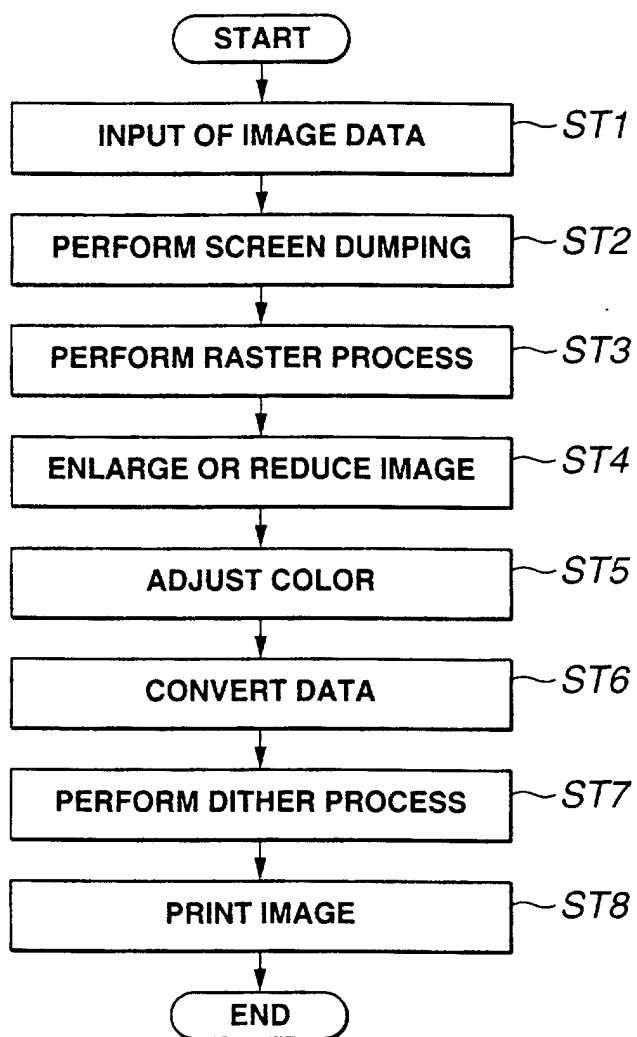 START
INPUT OF IMAGE DATA
ST1
PERFORM SCREEN DUMPING
ST2
PERFORM RASTER PROCESS
ST3
ENLARGE OR REDUCE IMAGE
ST4
ADJUST COLOR
ST5
CONVERT DATA
ST6
PERFORM DITHER PROCESS
ST7
PRINT IMAGE
ST8
END